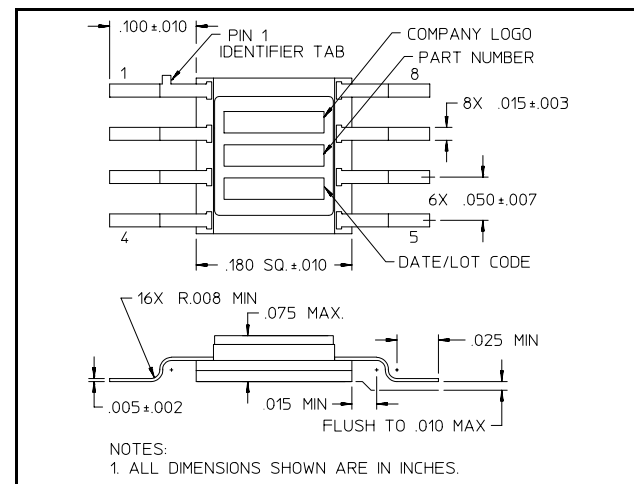 .100±.010
PIN 1
IDENTIFIER TAB
COMPANY LOGO
PART NUMBER
1
8
8X .015±.003
6X .050±.007
4
5
.180 SQ.±.010
DATE/LOT CODE
16X R.008 MIN
.075 MAX.
.025 MIN
.005±.002
.015 MIN
FLUSH TO .010 MAX
NOTES:
1. ALL DIMENSIONS SHOWN ARE IN INCHES.